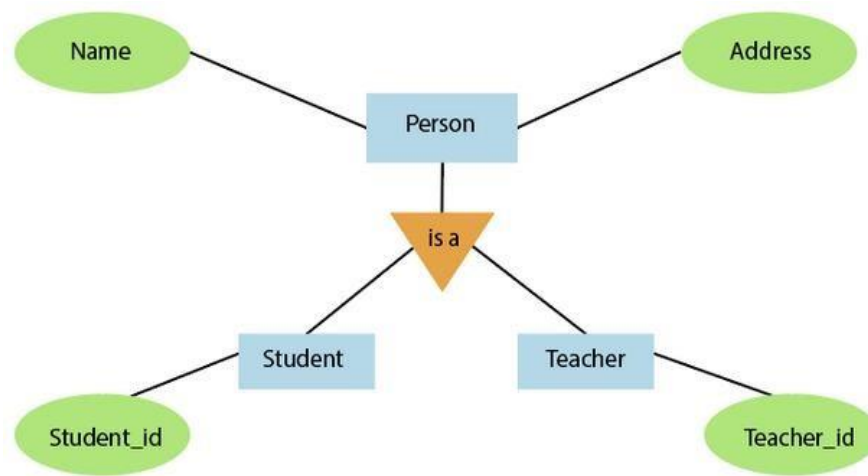 Name
Address
Person
is a
Student
Teacher
Student_id
Teacher_id